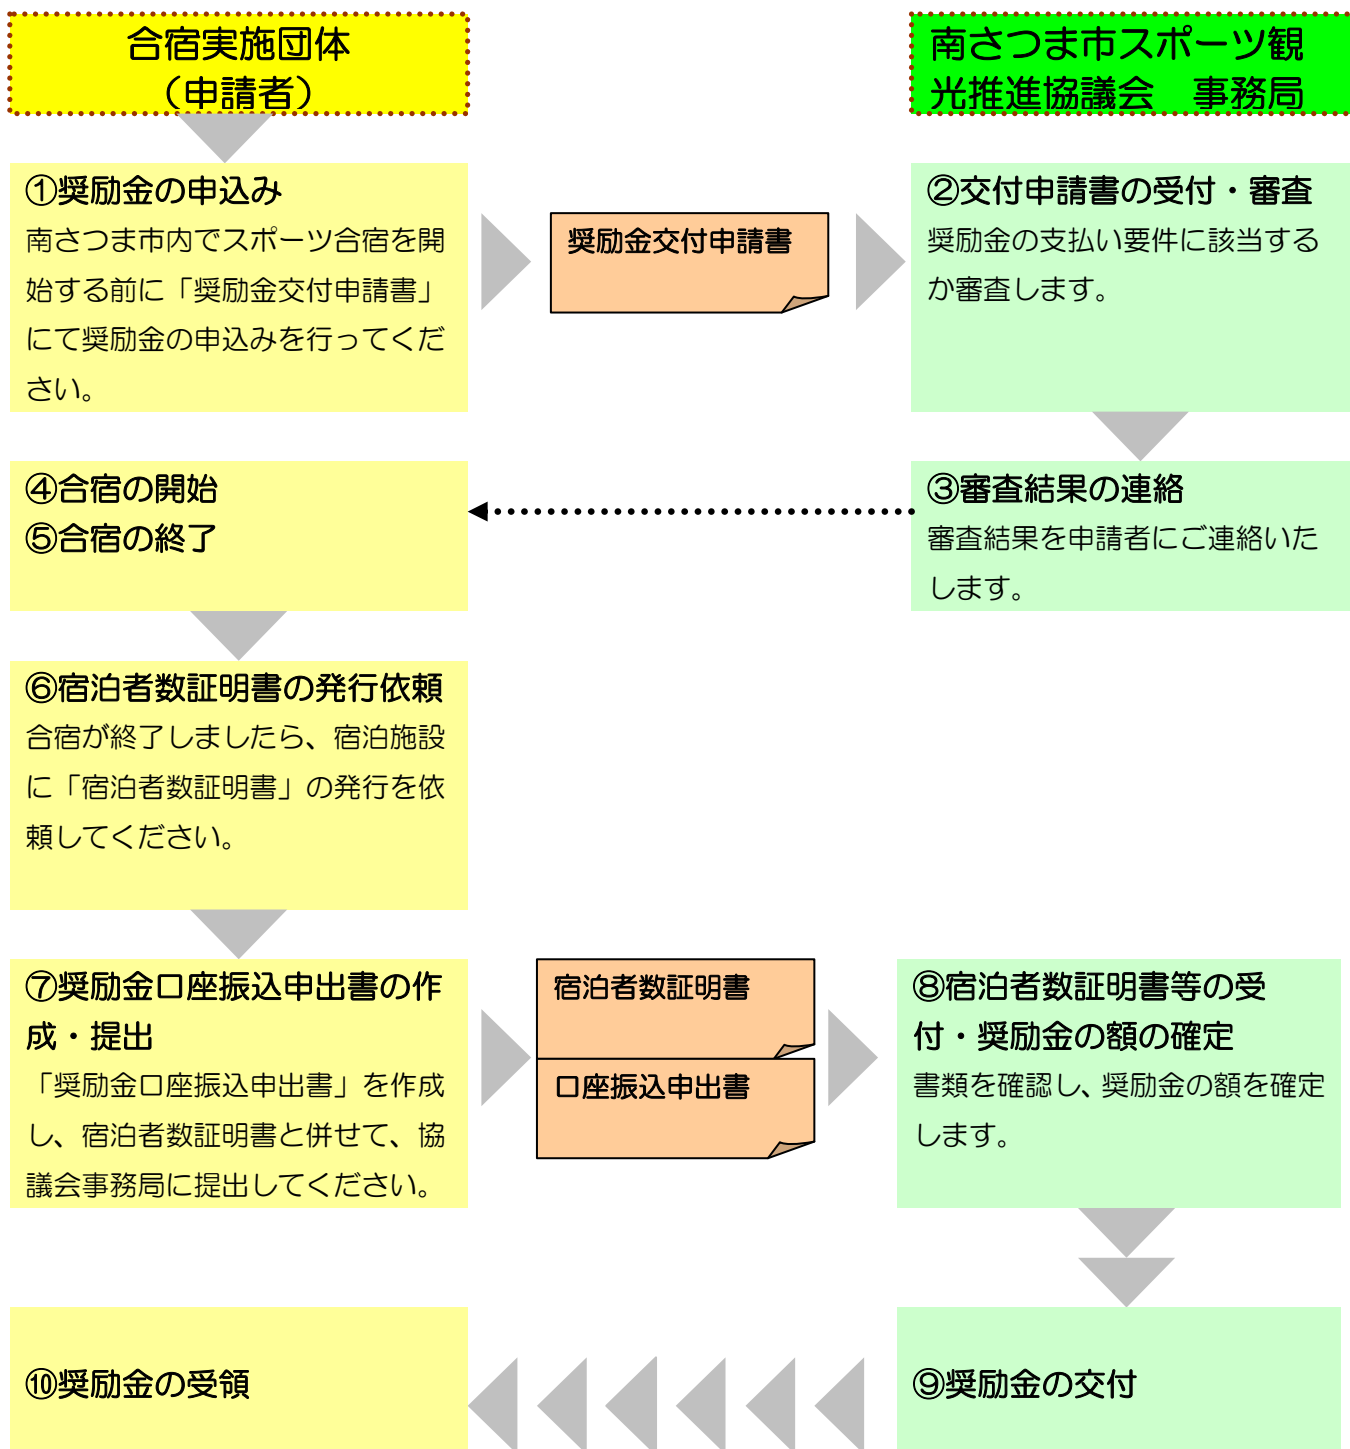 合宿実施団体
（申請者）
南さつま市スポーツ観
光推進協議会　事務局
①奨励金の申込み
南さつま市内でスポーツ合宿を開
始する前に「奨励金交付申請書」
にて奨励金の申込みを行ってくだ
さい。
奨励金交付申請書
②交付申請書の受付・審査
奨励金の支払い要件に該当する
か審査します。
③審査結果の連絡
審査結果を申請者にご連絡いた
します。
④合宿の開始
⑤合宿の終了
⑥宿泊者数証明書の発行依頼
合宿が終了しましたら、宿泊施設
に「宿泊者数証明書」の発行を依
頼してください。
⑦奨励金口座振込申出書の作
成・提出
「奨励金口座振込申出書」を作成
し、宿泊者数証明書と併せて、協
議会事務局に提出してください。
宿泊者数証明書
口座振込申出書
⑧宿泊者数証明書等の受
付・奨励金の額の確定
書類を確認し、奨励金の額を確定
します。
⑨奨励金の交付
⑩奨励金の受領